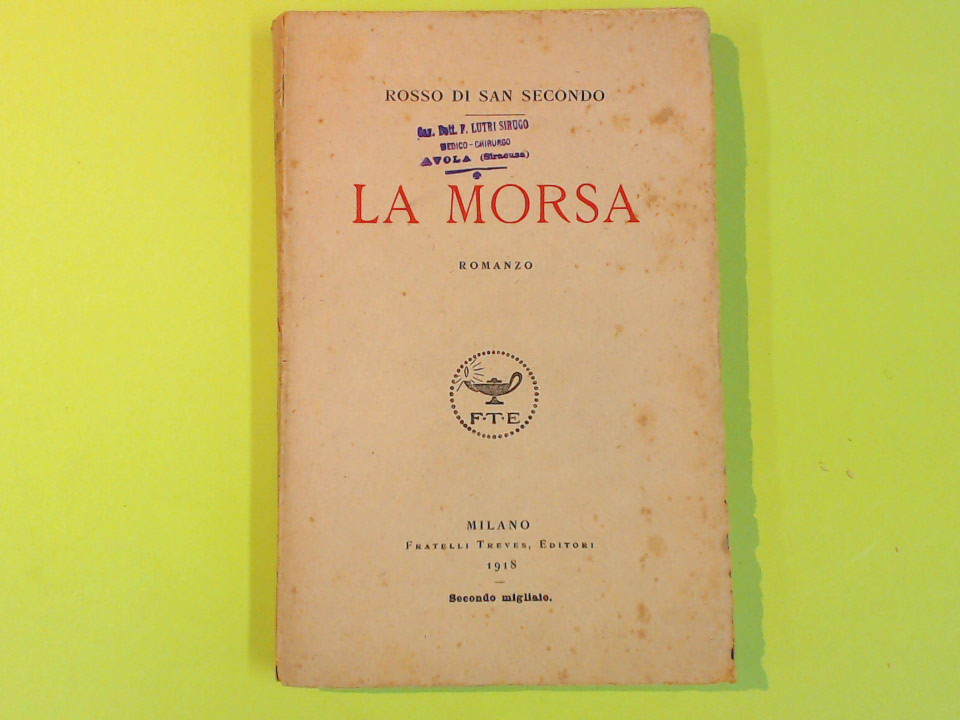 ROSSO DI SAN SECONDO
Cav. Dott. F. LUTRI SIRUGO
MEDICO-CHIRURGO
AVOLA (Siracusa)
LA MORSA
ROMANZO
F·T·E
MILANO
FRATELLI TREVES, EDITORI
1918
Secondo migliaio.